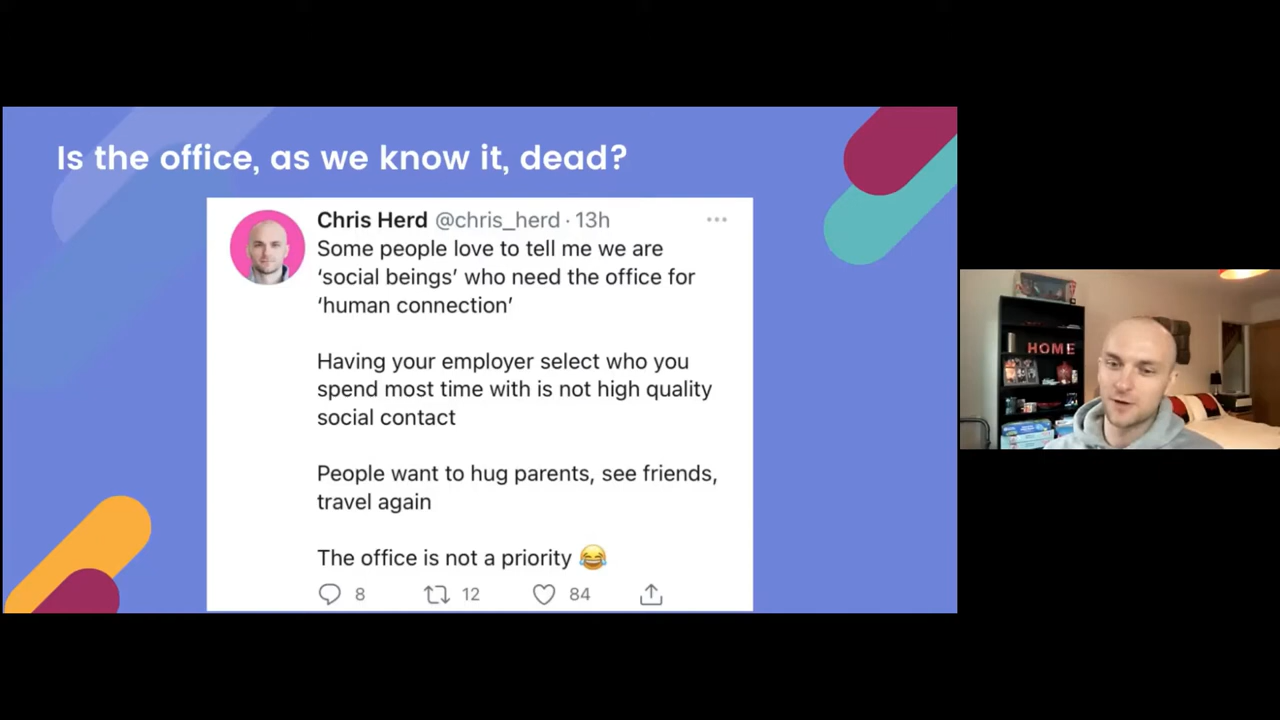 Is the office, as we know it, dead?
Chris Herd @chris_herd · 13h
Some people love to tell me we are
‘social beings’ who need the office for
‘human connection’
Having your employer select who you
spend most time with is not high quality
social contact
People want to hug parents, see friends,
travel again
The office is not a priority 😂
8 12 84
HOME